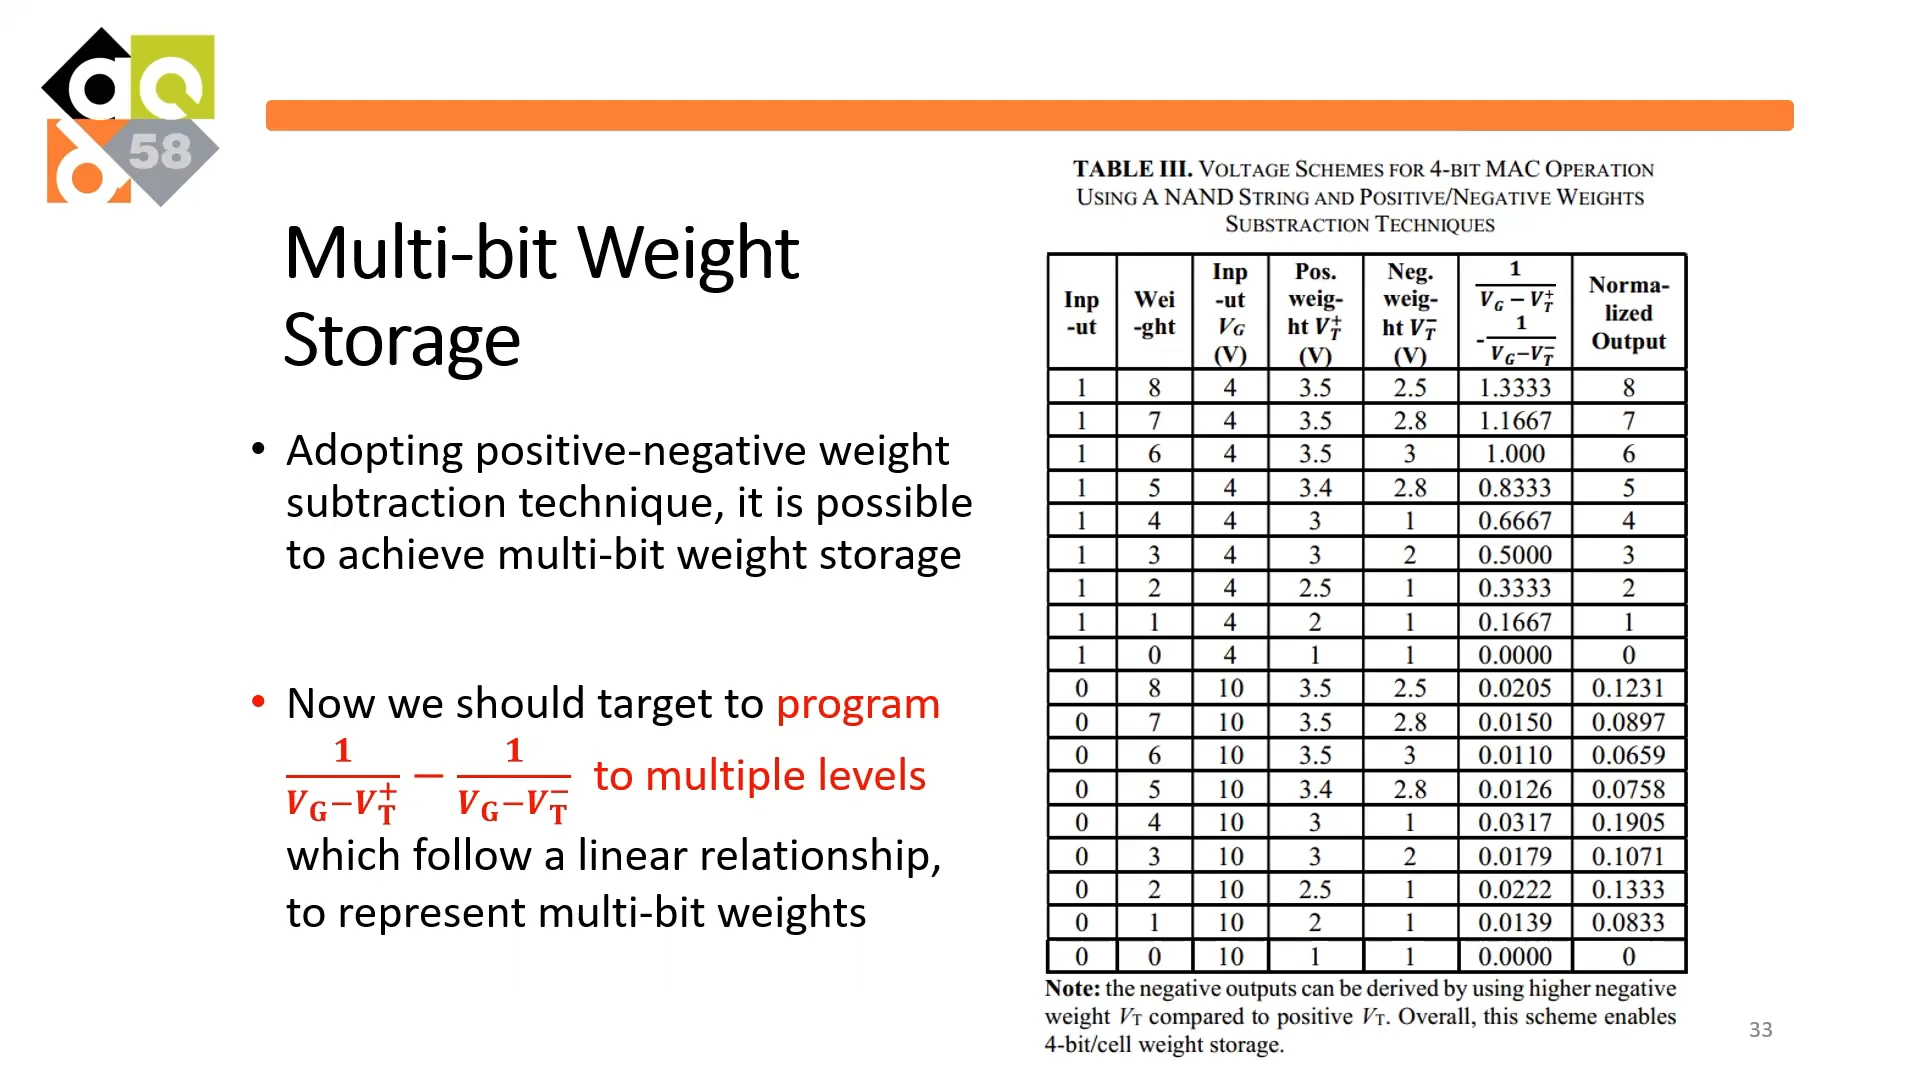 58
Multi-bit Weight
Storage
• Adopting positive-negative weight
subtraction technique, it is possible
to achieve multi-bit weight storage
• Now we should target to program
1/(V_G−V_T^+) − 1/(V_G−V_T^−) to multiple levels
which follow a linear relationship,
to represent multi-bit weights
TABLE III. VOLTAGE SCHEMES FOR 4-BIT MAC OPERATION
USING A NAND STRING AND POSITIVE/NEGATIVE WEIGHTS
SUBSTRACTION TECHNIQUES
Inp-ut | Wei-ght | Inp-ut V_G (V) | Pos. weig-ht V_T^+ (V) | Neg. weig-ht V_T^− (V) | 1/(V_G − V_T^+) - 1/(V_G−V_T^−) | Norma-lized Output
1 8 4 3.5 2.5 1.3333 8
1 7 4 3.5 2.8 1.1667 7
1 6 4 3.5 3 1.000 6
1 5 4 3.4 2.8 0.8333 5
1 4 4 3 1 0.6667 4
1 3 4 3 2 0.5000 3
1 2 4 2.5 1 0.3333 2
1 1 4 2 1 0.1667 1
1 0 4 1 1 0.0000 0
0 8 10 3.5 2.5 0.0205 0.1231
0 7 10 3.5 2.8 0.0150 0.0897
0 6 10 3.5 3 0.0110 0.0659
0 5 10 3.4 2.8 0.0126 0.0758
0 4 10 3 1 0.0317 0.1905
0 3 10 3 2 0.0179 0.1071
0 2 10 2.5 1 0.0222 0.1333
0 1 10 2 1 0.0139 0.0833
0 0 10 1 1 0.0000 0
Note: the negative outputs can be derived by using higher negative
weight V_T compared to positive V_T. Overall, this scheme enables
4-bit/cell weight storage.
33